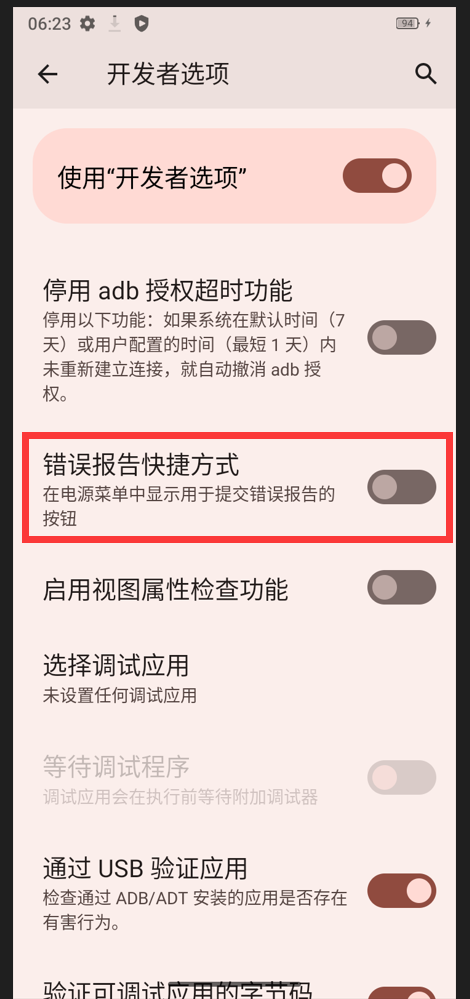 06:23
94
开发者选项
使用“开发者选项”
停用 adb 授权超时功能
停用以下功能：如果系统在默认时间（7
天）或用户配置的时间（最短 1 天）内
未重新建立连接，就自动撤消 adb 授
权。
错误报告快捷方式
在电源菜单中显示用于提交错误报告的
按钮
启用视图属性检查功能
选择调试应用
未设置任何调试应用
等待调试程序
调试应用会在执行前等待附加调试器
通过 USB 验证应用
检查通过 ADB/ADT 安装的应用是否存在
有害行为。
验证可调试应用的字节码